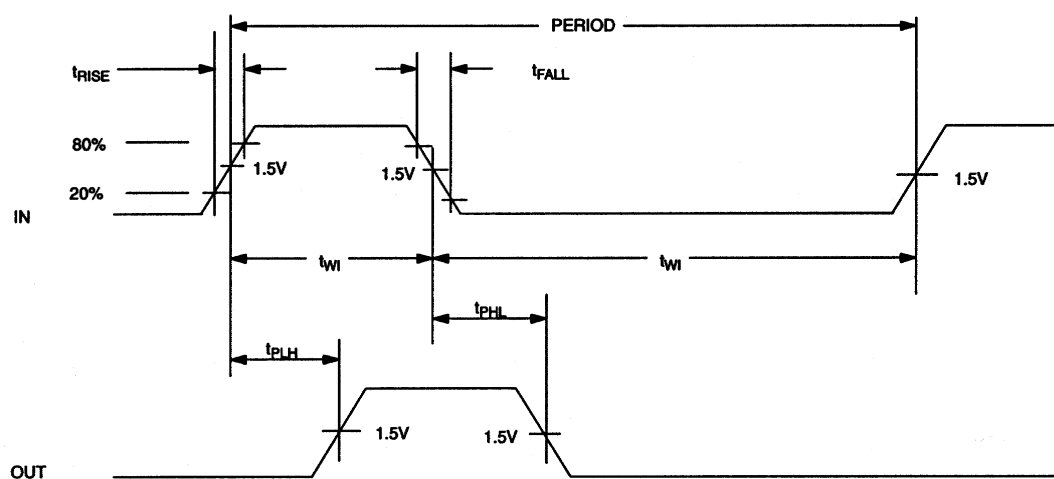 PERIOD
tRISE
tFALL
80%
1.5V
1.5V
1.5V
20%
IN
tWI
tWI
tPHL
tPLH
1.5V
1.5V
OUT